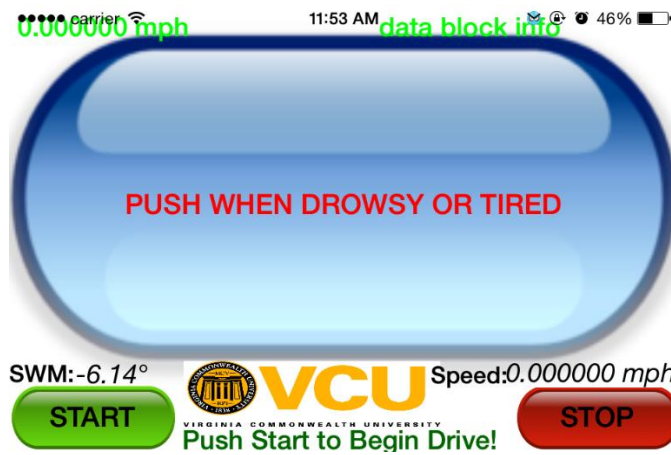 carrier 11:53 AM 46%
0.000000 mph data block info
PUSH WHEN DROWSY OR TIRED
SWM:-6.14°
VCU
Speed:0.000000 mph
START
VIRGINIA COMMONWEALTH UNIVERSITY
STOP
Push Start to Begin Drive!